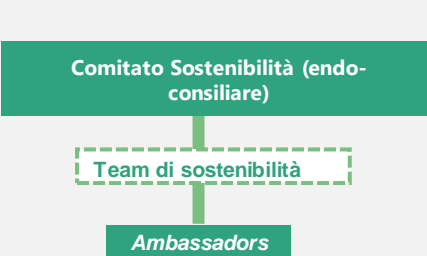 Comitato Sostenibilità (endo-
consiliare)
Team di sostenibilità
Ambassadors